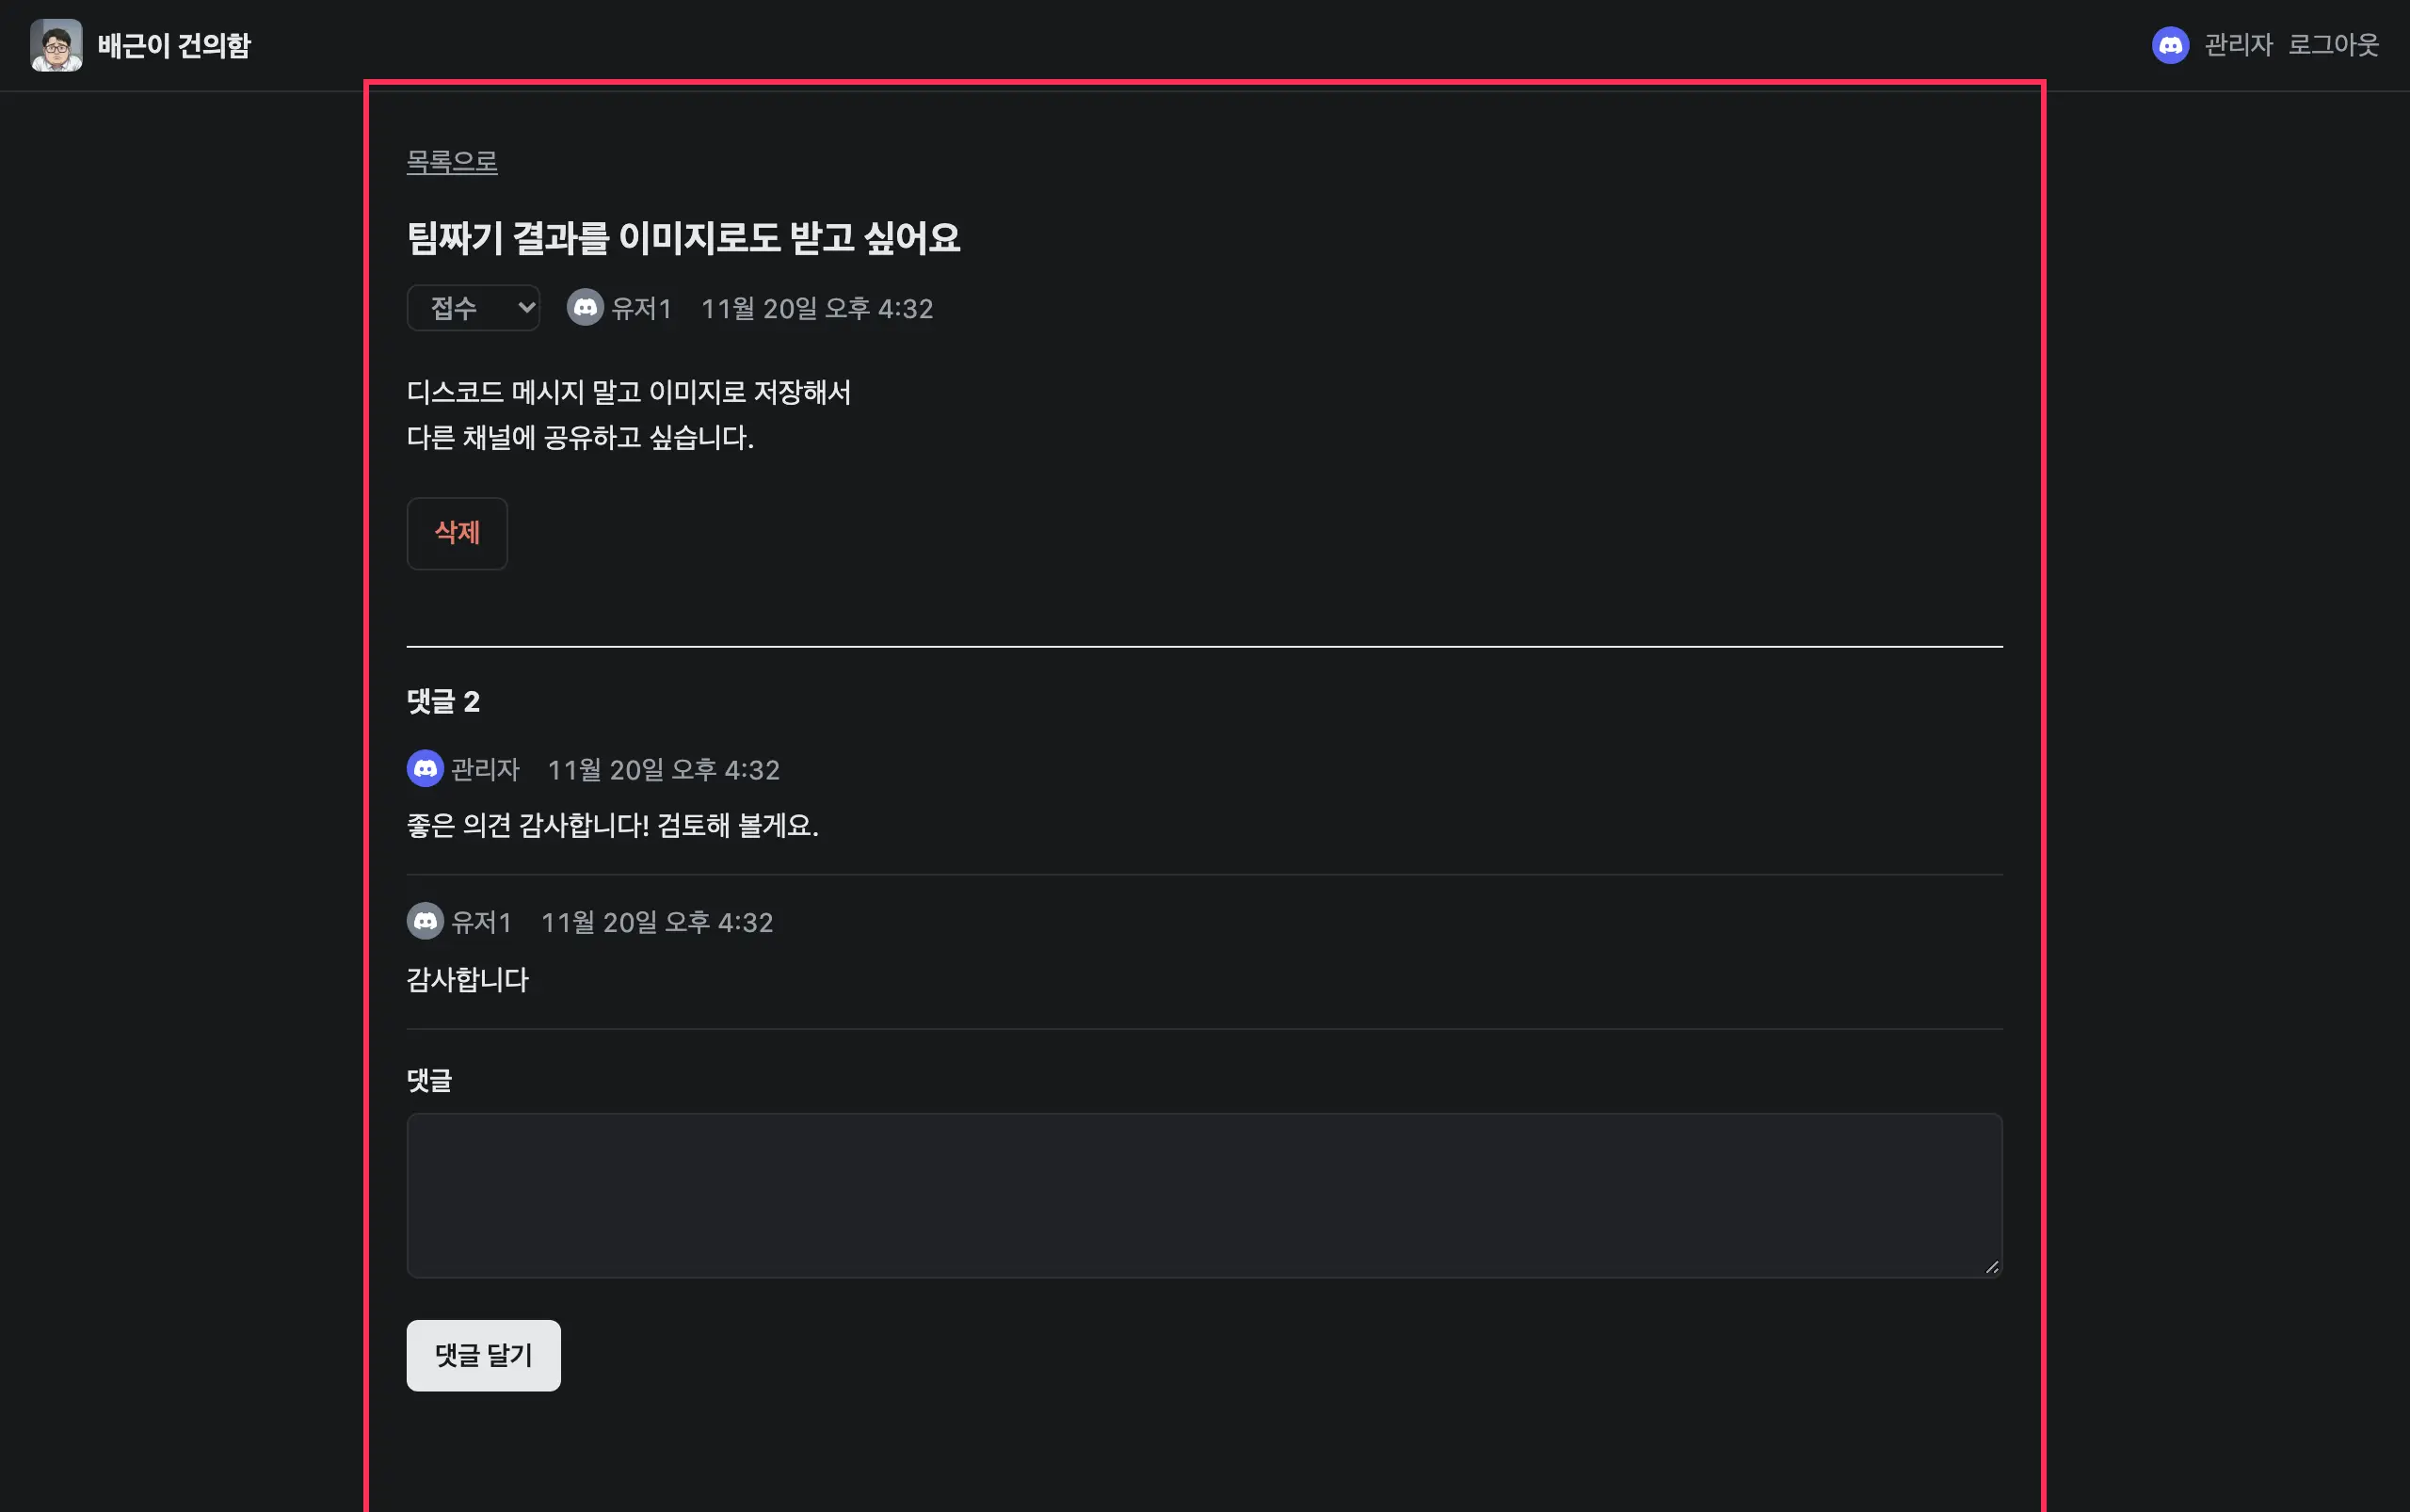 배근이 건의함
관리자 로그아웃
목록으로
팀짜기 결과를 이미지로도 받고 싶어요
접수 유저1 11월 20일 오후 4:32
디스코드 메시지 말고 이미지로 저장해서
다른 채널에 공유하고 싶습니다.
삭제
댓글 2
관리자 11월 20일 오후 4:32
좋은 의견 감사합니다! 검토해 볼게요.
유저1 11월 20일 오후 4:32
감사합니다
댓글
댓글 달기